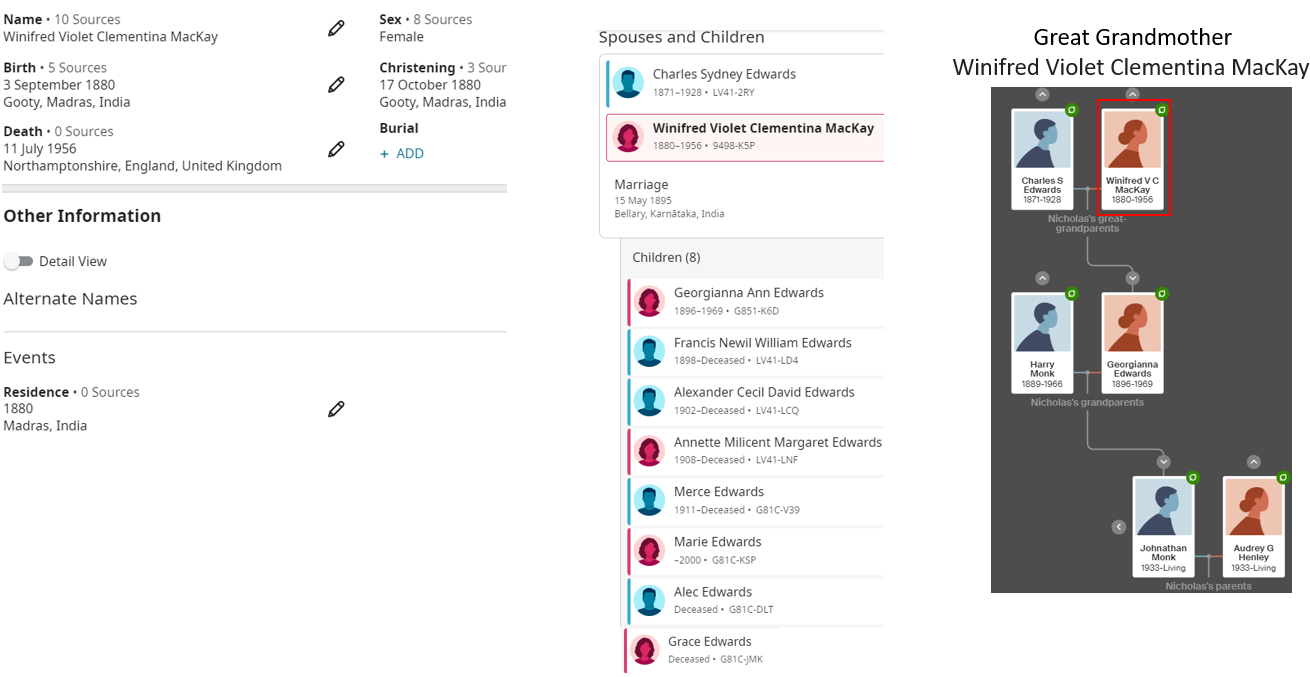 Name • 10 Sources
Winifred Violet Clementina MacKay
Sex • 8 Sources
Female
Birth • 5 Sources
3 September 1880
Gooty, Madras, India
Christening • 3 Sour
17 October 1880
Gooty, Madras, India
Death • 0 Sources
11 July 1956
Northamptonshire, England, United Kingdom
Burial
+ ADD
Other Information
Detail View
Alternate Names
Events
Residence • 0 Sources
1880
Madras, India
Spouses and Children
Charles Sydney Edwards
1871–1928 • LV41-2RY
Winifred Violet Clementina MacKay
1880–1956 • 9498-K5P
Marriage
15 May 1895
Bellary, Karnātaka, India
Children (8)
Georgianna Ann Edwards
1896–1969 • G851-K6D
Francis Newil William Edwards
1898–Deceased • LV41-LD4
Alexander Cecil David Edwards
1902–Deceased • LV41-LCQ
Annette Milicent Margaret Edwards
1908–Deceased • LV41-LNF
Merce Edwards
1911–Deceased • G81C-V39
Marie Edwards
–2000 • G81C-KSP
Alec Edwards
Deceased • G81C-DLT
Grace Edwards
Deceased • G81C-JMK
Great Grandmother
Winifred Violet Clementina MacKay
Charles S
Edwards
1871-1928
Winifred V C
MacKay
1880-1956
Nicholas's great-
grandparents
Harry
Monk
1889-1966
Georgianna
Edwards
1896-1969
Nicholas's grandparents
Johnathan
Monk
1933-Living
Audrey G
Henley
1933-Living
Nicholas's parents